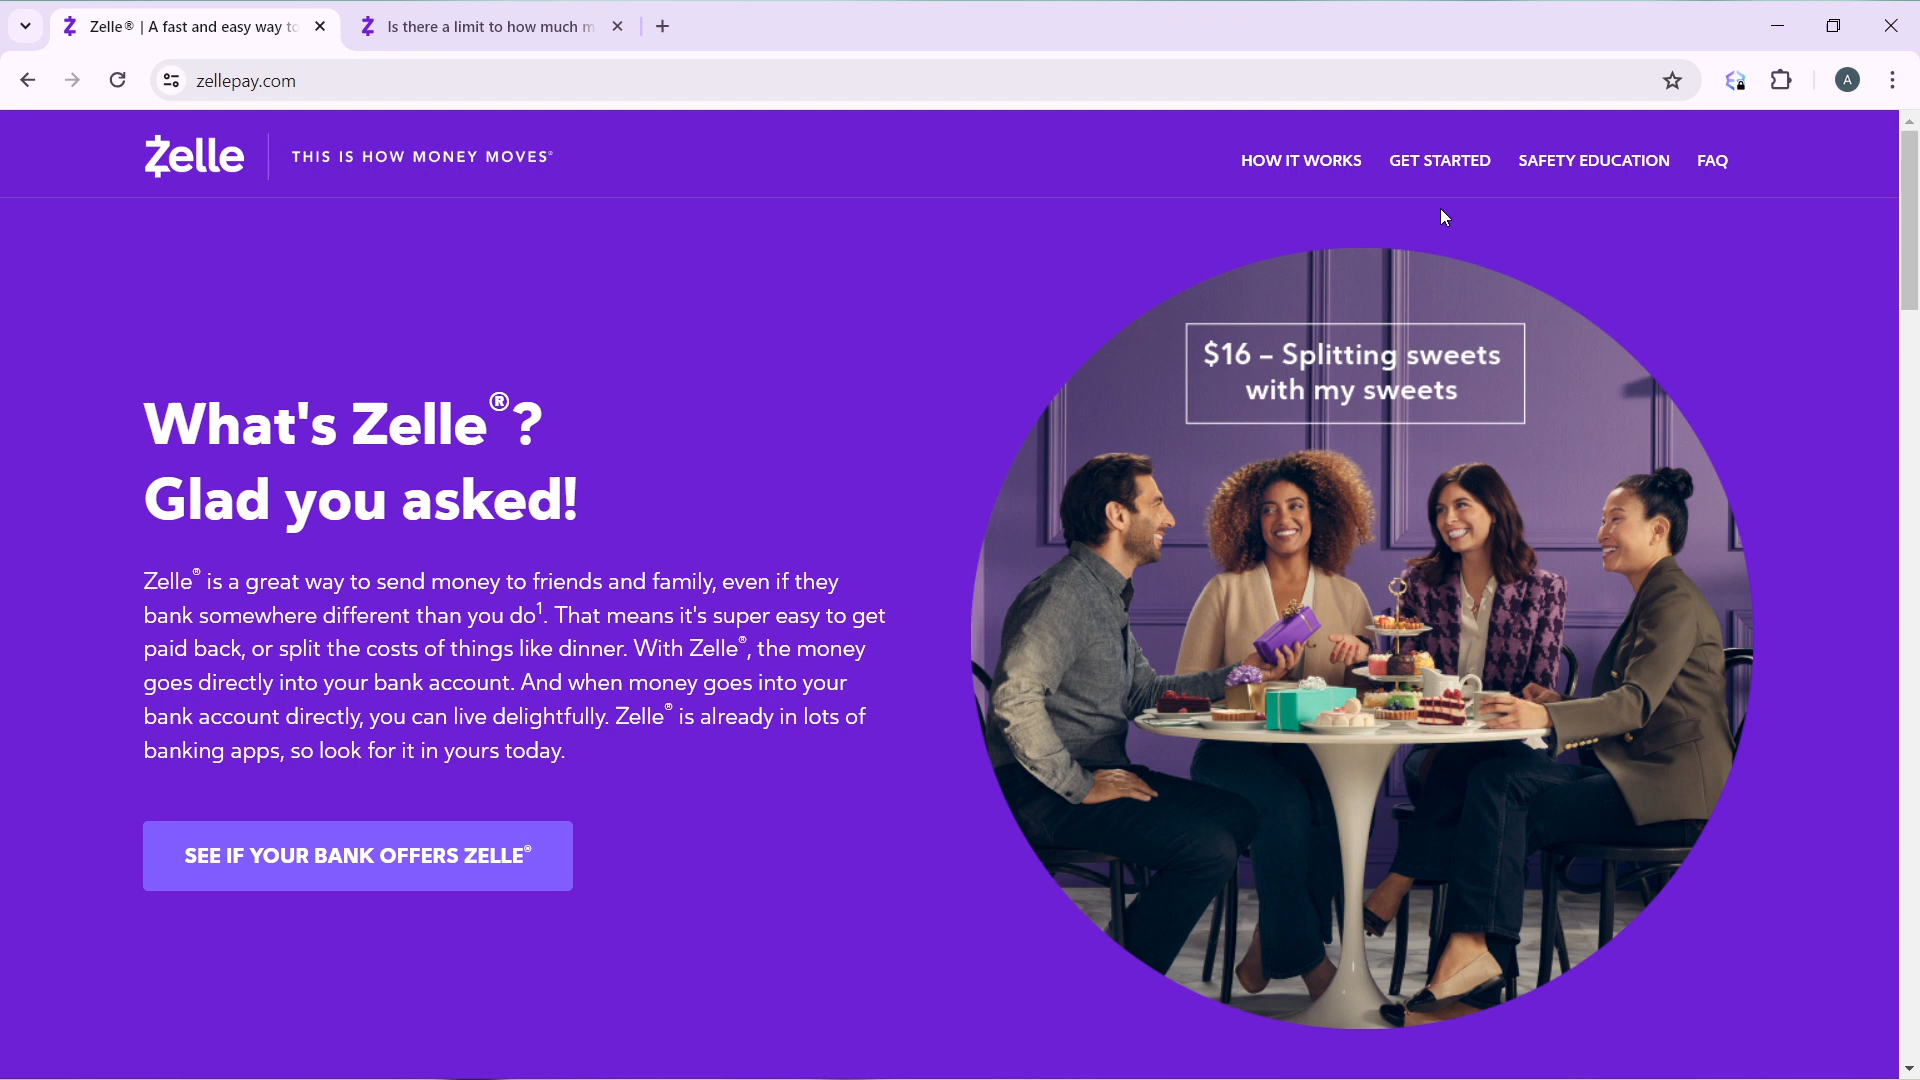 Zelle® | A fast and easy way to
Is there a limit to how much m
zellepay.com
A
Zelle
THIS IS HOW MONEY MOVES®
HOW IT WORKS
GET STARTED
SAFETY EDUCATION
FAQ
$16 – Splitting sweets
with my sweets
What's Zelle®?
Glad you asked!
Zelle® is a great way to send money to friends and family, even if they
bank somewhere different than you do1. That means it's super easy to get
paid back, or split the costs of things like dinner. With Zelle®, the money
goes directly into your bank account. And when money goes into your
bank account directly, you can live delightfully. Zelle® is already in lots of
banking apps, so look for it in yours today.
SEE IF YOUR BANK OFFERS ZELLE®